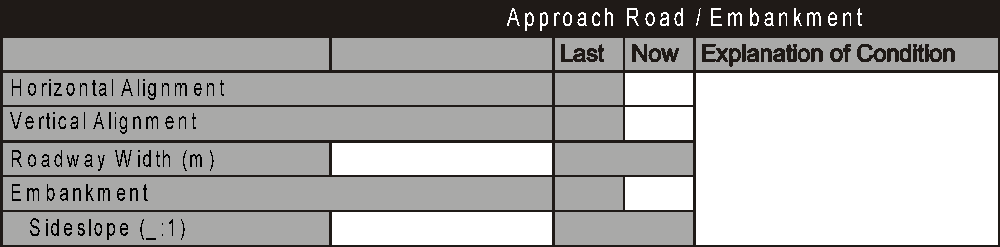 Approach Road / Embankment
Last Now Explanation of Condition
Horizontal Alignment
Vertical Alignment
Roadway Width (m)
Embankment
Sideslope (_:1)